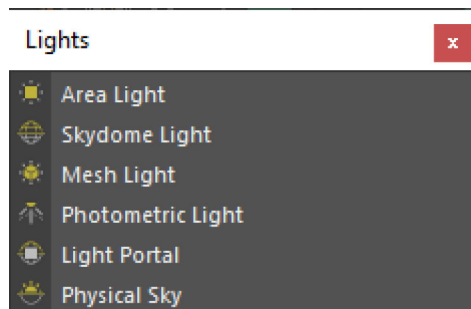 Lights
x
Area Light
Skydome Light
Mesh Light
Photometric Light
Light Portal
Physical Sky